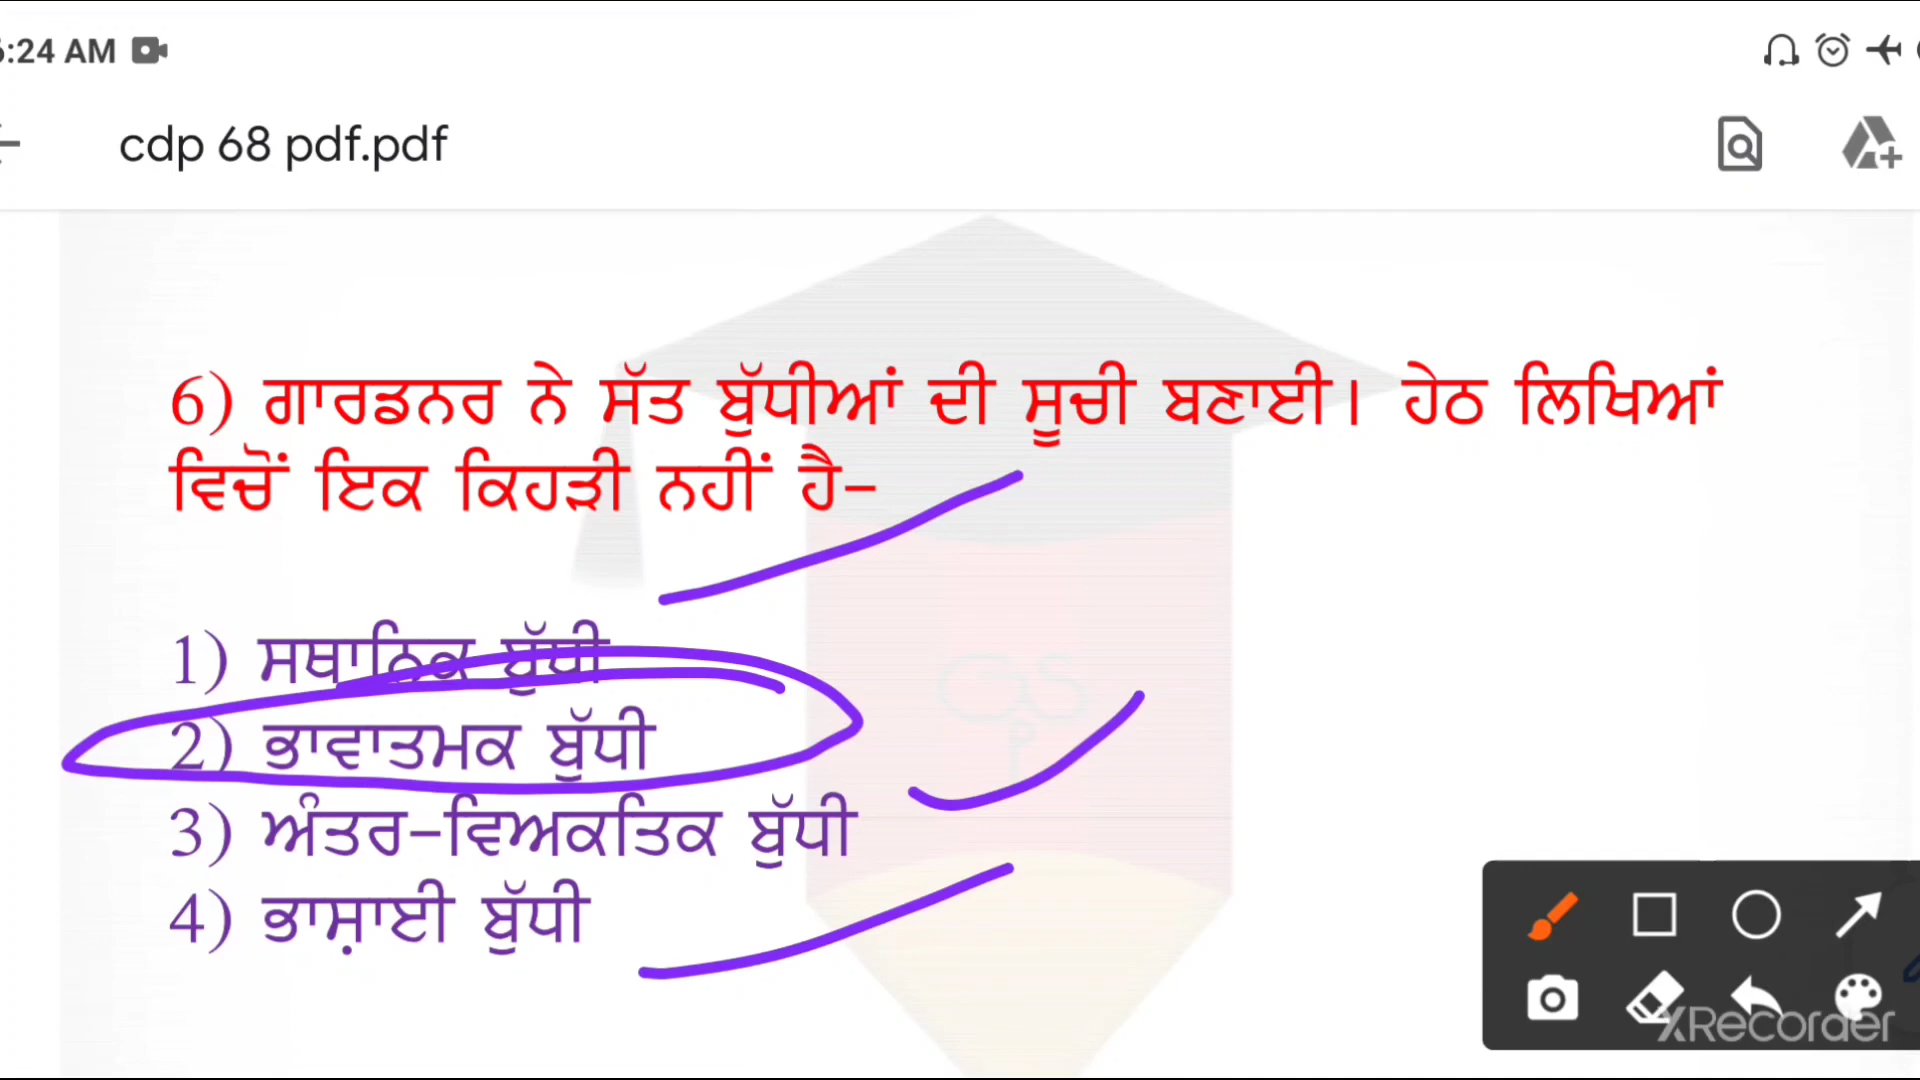 6:24 AM
cdp 68 pdf.pdf
6) ਗਾਰਡਨਰ ਨੇ ਸੱਤ ਬੁੱਧੀਆਂ ਦੀ ਸੂਚੀ ਬਣਾਈ। ਹੇਠ ਲਿਖਿਆਂ
ਵਿਚੋਂ ਇਕ ਕਿਹੜੀ ਨਹੀਂ ਹੈ-
1) ਸਥਾਨਿਕ ਬੁੱਧੀ
2) ਭਾਵਾਤਮਕ ਬੁੱਧੀ
3) ਅੰਤਰ-ਵਿਅਕਤਿਕ ਬੁੱਧੀ
4) ਭਾਸ਼ਾਈ ਬੁੱਧੀ
XRecorder